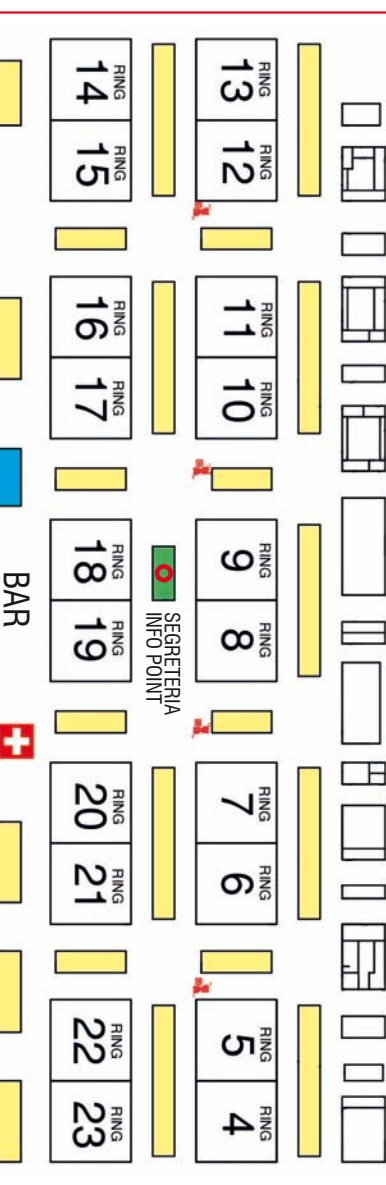 RING
14
RING
15
RING
16
RING
17
RING
18
RING
19
RING
20
RING
21
RING
22
RING
23
RING
13
RING
12
RING
11
RING
10
RING
9
RING
8
RING
7
RING
6
RING
5
RING
4
SEGRETERIA
INFO POINT
BAR